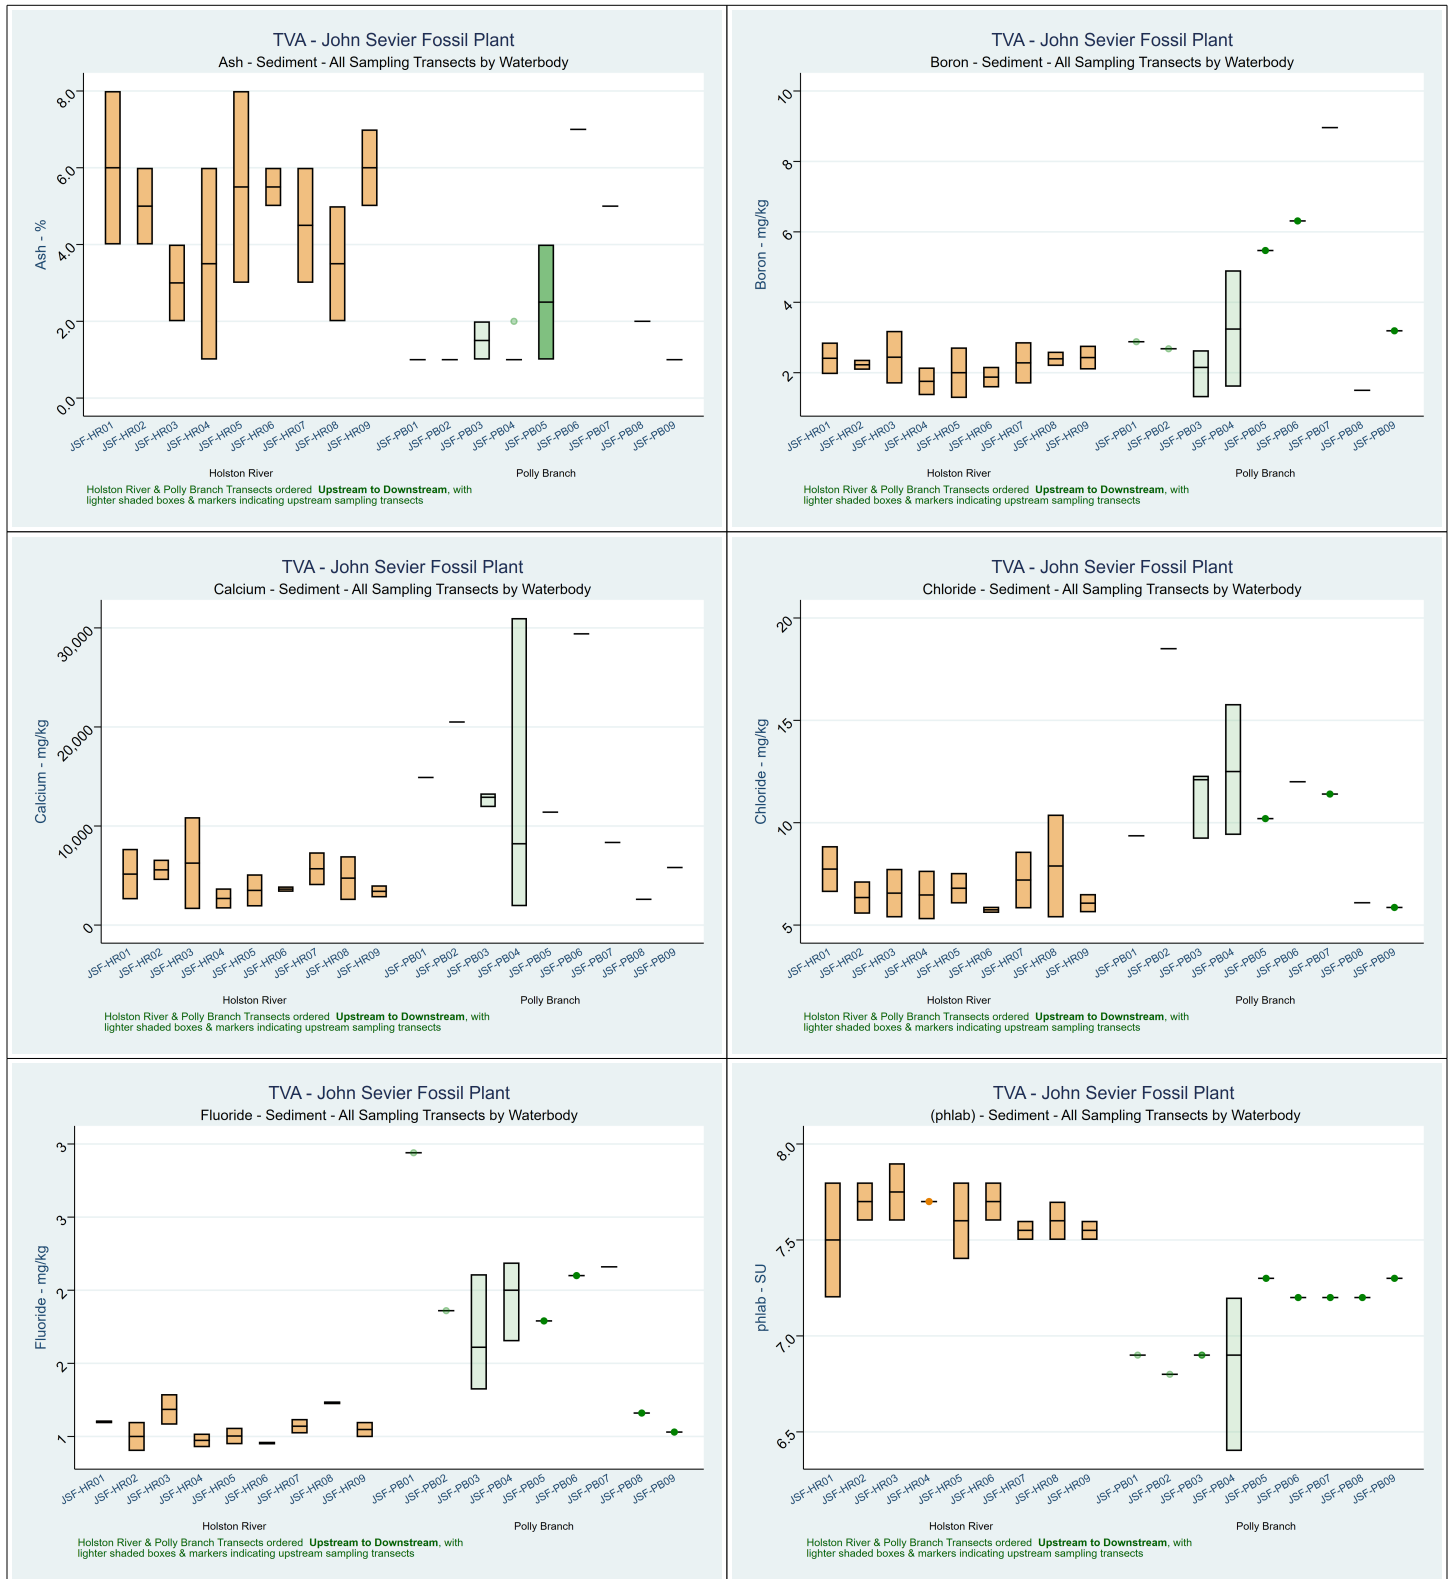 TVA - John Sevier Fossil Plant
Ash - Sediment - All Sampling Transects by Waterbody
Ash - %
8.0
6.0
4.0
2.0
0.0
JSF-HR01 JSF-HR02 JSF-HR03 JSF-HR04 JSF-HR05 JSF-HR06 JSF-HR07 JSF-HR08 JSF-HR09 JSF-PB01 JSF-PB02 JSF-PB03 JSF-PB04 JSF-PB05 JSF-PB06 JSF-PB07 JSF-PB08 JSF-PB09
Holston River Polly Branch
Holston River & Polly Branch Transects ordered Upstream to Downstream, with
lighter shaded boxes & markers indicating upstream sampling transects
TVA - John Sevier Fossil Plant
Boron - Sediment - All Sampling Transects by Waterbody
Boron - mg/kg
10
8
6
4
2
JSF-HR01 JSF-HR02 JSF-HR03 JSF-HR04 JSF-HR05 JSF-HR06 JSF-HR07 JSF-HR08 JSF-HR09 JSF-PB01 JSF-PB02 JSF-PB03 JSF-PB04 JSF-PB05 JSF-PB06 JSF-PB07 JSF-PB08 JSF-PB09
Holston River Polly Branch
Holston River & Polly Branch Transects ordered Upstream to Downstream, with
lighter shaded boxes & markers indicating upstream sampling transects
TVA - John Sevier Fossil Plant
Calcium - Sediment - All Sampling Transects by Waterbody
Calcium - mg/kg
30,000
20,000
10,000
0
JSF-HR01 JSF-HR02 JSF-HR03 JSF-HR04 JSF-HR05 JSF-HR06 JSF-HR07 JSF-HR08 JSF-HR09 JSF-PB01 JSF-PB02 JSF-PB03 JSF-PB04 JSF-PB05 JSF-PB06 JSF-PB07 JSF-PB08 JSF-PB09
Holston River Polly Branch
Holston River & Polly Branch Transects ordered Upstream to Downstream, with
lighter shaded boxes & markers indicating upstream sampling transects
TVA - John Sevier Fossil Plant
Chloride - Sediment - All Sampling Transects by Waterbody
Chloride - mg/kg
20
15
10
5
JSF-HR01 JSF-HR02 JSF-HR03 JSF-HR04 JSF-HR05 JSF-HR06 JSF-HR07 JSF-HR08 JSF-HR09 JSF-PB01 JSF-PB02 JSF-PB03 JSF-PB04 JSF-PB05 JSF-PB06 JSF-PB07 JSF-PB08 JSF-PB09
Holston River Polly Branch
Holston River & Polly Branch Transects ordered Upstream to Downstream, with
lighter shaded boxes & markers indicating upstream sampling transects
TVA - John Sevier Fossil Plant
Fluoride - Sediment - All Sampling Transects by Waterbody
Fluoride - mg/kg
3
3
2
2
1
JSF-HR01 JSF-HR02 JSF-HR03 JSF-HR04 JSF-HR05 JSF-HR06 JSF-HR07 JSF-HR08 JSF-HR09 JSF-PB01 JSF-PB02 JSF-PB03 JSF-PB04 JSF-PB05 JSF-PB06 JSF-PB07 JSF-PB08 JSF-PB09
Holston River Polly Branch
Holston River & Polly Branch Transects ordered Upstream to Downstream, with
lighter shaded boxes & markers indicating upstream sampling transects
TVA - John Sevier Fossil Plant
(phlab) - Sediment - All Sampling Transects by Waterbody
phlab - SU
8.0
7.5
7.0
6.5
JSF-HR01 JSF-HR02 JSF-HR03 JSF-HR04 JSF-HR05 JSF-HR06 JSF-HR07 JSF-HR08 JSF-HR09 JSF-PB01 JSF-PB02 JSF-PB03 JSF-PB04 JSF-PB05 JSF-PB06 JSF-PB07 JSF-PB08 JSF-PB09
Holston River Polly Branch
Holston River & Polly Branch Transects ordered Upstream to Downstream, with
lighter shaded boxes & markers indicating upstream sampling transects